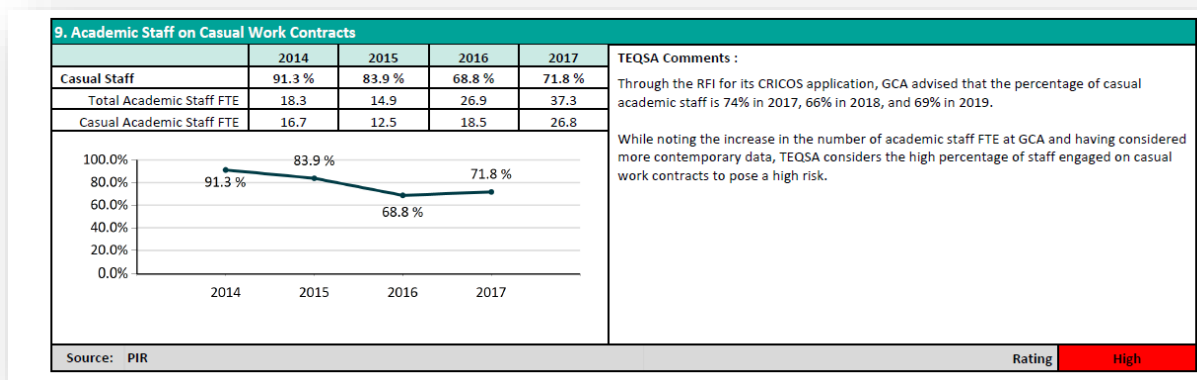 9. Academic Staff on Casual Work Contracts
2014 2015 2016 2017
Casual Staff 91.3 % 83.9 % 68.8 % 71.8 %
Total Academic Staff FTE 18.3 14.9 26.9 37.3
Casual Academic Staff FTE 16.7 12.5 18.5 26.8
100.0%
80.0%
60.0%
40.0%
20.0%
0.0%
91.3 %
83.9 %
68.8 %
71.8 %
2014 2015 2016 2017
TEQSA Comments :
Through the RFI for its CRICOS application, GCA advised that the percentage of casual
academic staff is 74% in 2017, 66% in 2018, and 69% in 2019.
While noting the increase in the number of academic staff FTE at GCA and having considered
more contemporary data, TEQSA considers the high percentage of staff engaged on casual
work contracts to pose a high risk.
Source: PIR Rating High